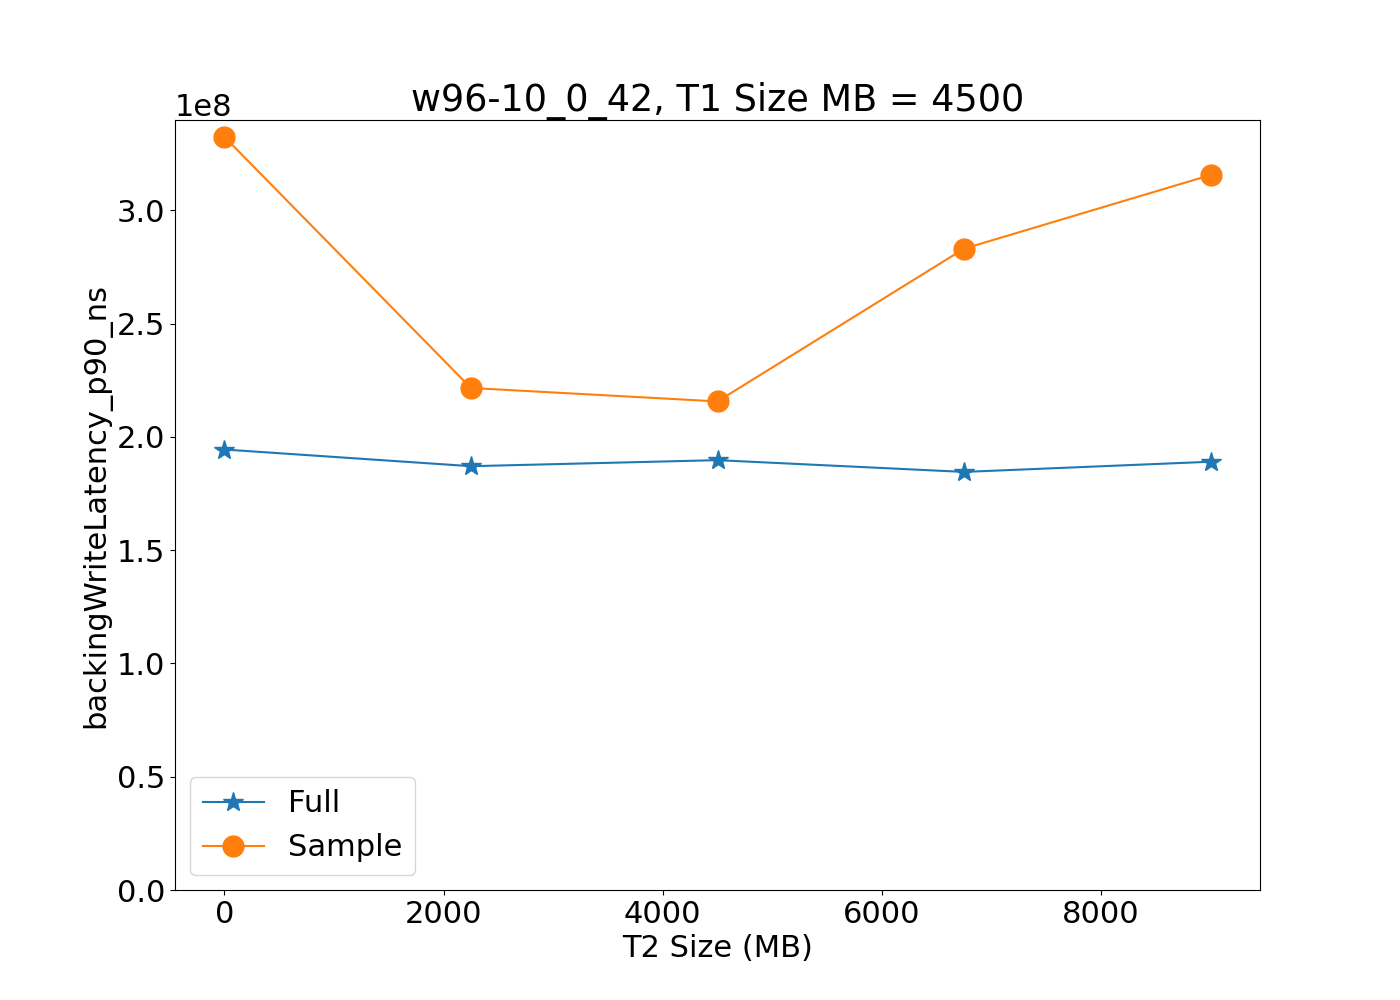 w96-10_0_42, T1 Size MB = 4500
1e8
3.0
2.5
2.0
1.5
1.0
0.5
0.0
backingWriteLatency_p90_ns
Full
Sample
0 2000 4000 6000 8000
T2 Size (MB)